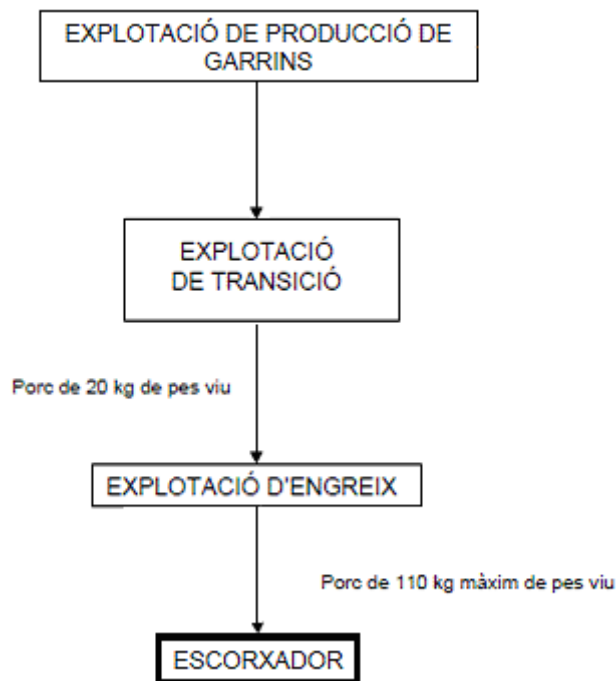 EXPLOTACIÓ DE PRODUCCIÓ DE
GARRINS
EXPLOTACIÓ
DE TRANSICIÓ
Porc de 20 kg de pes viu
EXPLOTACIÓ D'ENGREIX
Porc de 110 kg màxim de pes viu
ESCORXADOR